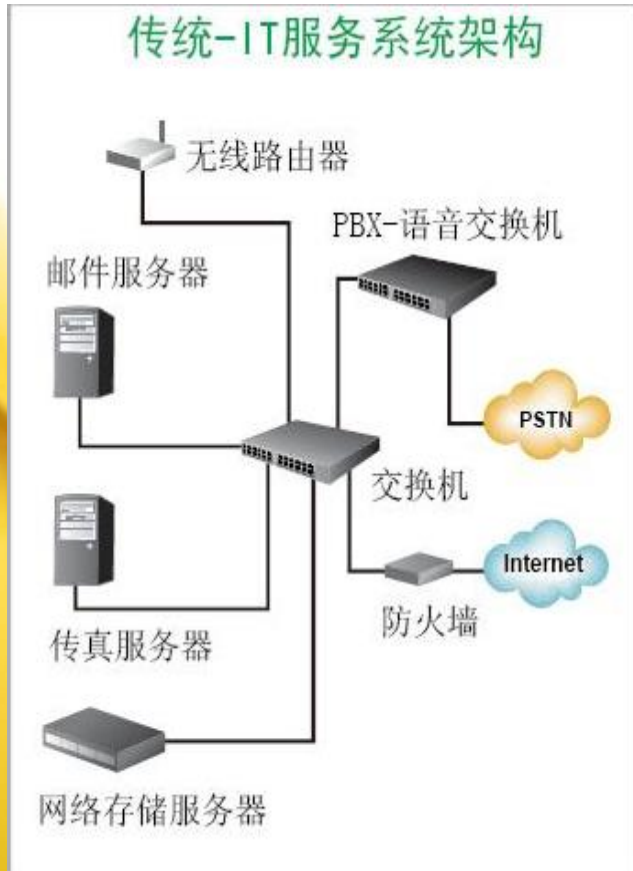 传统-IT服务系统架构
无线路由器
PBX-语音交换机
邮件服务器
PSTN
交换机
Internet
防火墙
传真服务器
网络存储服务器